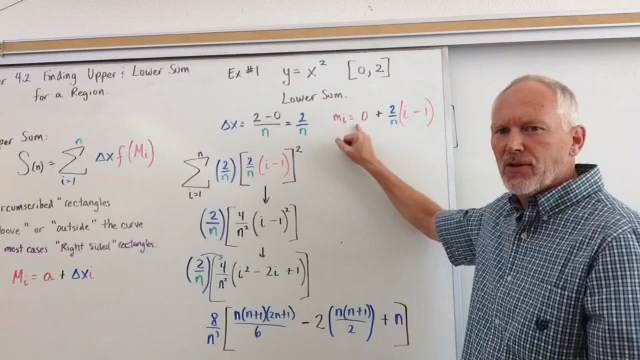 4.2 Finding Upper & Lower Sum
for a Region.
Sum:
S(n) = Σ_{i=1}^{n} Δx f(Mi)
circumscribed" rectangles
above" or "outside" the curve
most cases "Right sided" rectangles.
Mi = a + Δxi
Ex #1 y = x² [0, 2]
Lower Sum.
Δx = (2-0)/n = 2/n mi = 0 + 2/n (i - 1)
Σ_{i=1}^{n} (2/n) [2/n (i-1)]²
↓
(2/n) [4/n² (i-1)²]
↓
(2/n) [4/n² (i² - 2i + 1)]
8/n³ [n(n+1)(2n+1)/6 - 2 (n(n+1)/2) + n]